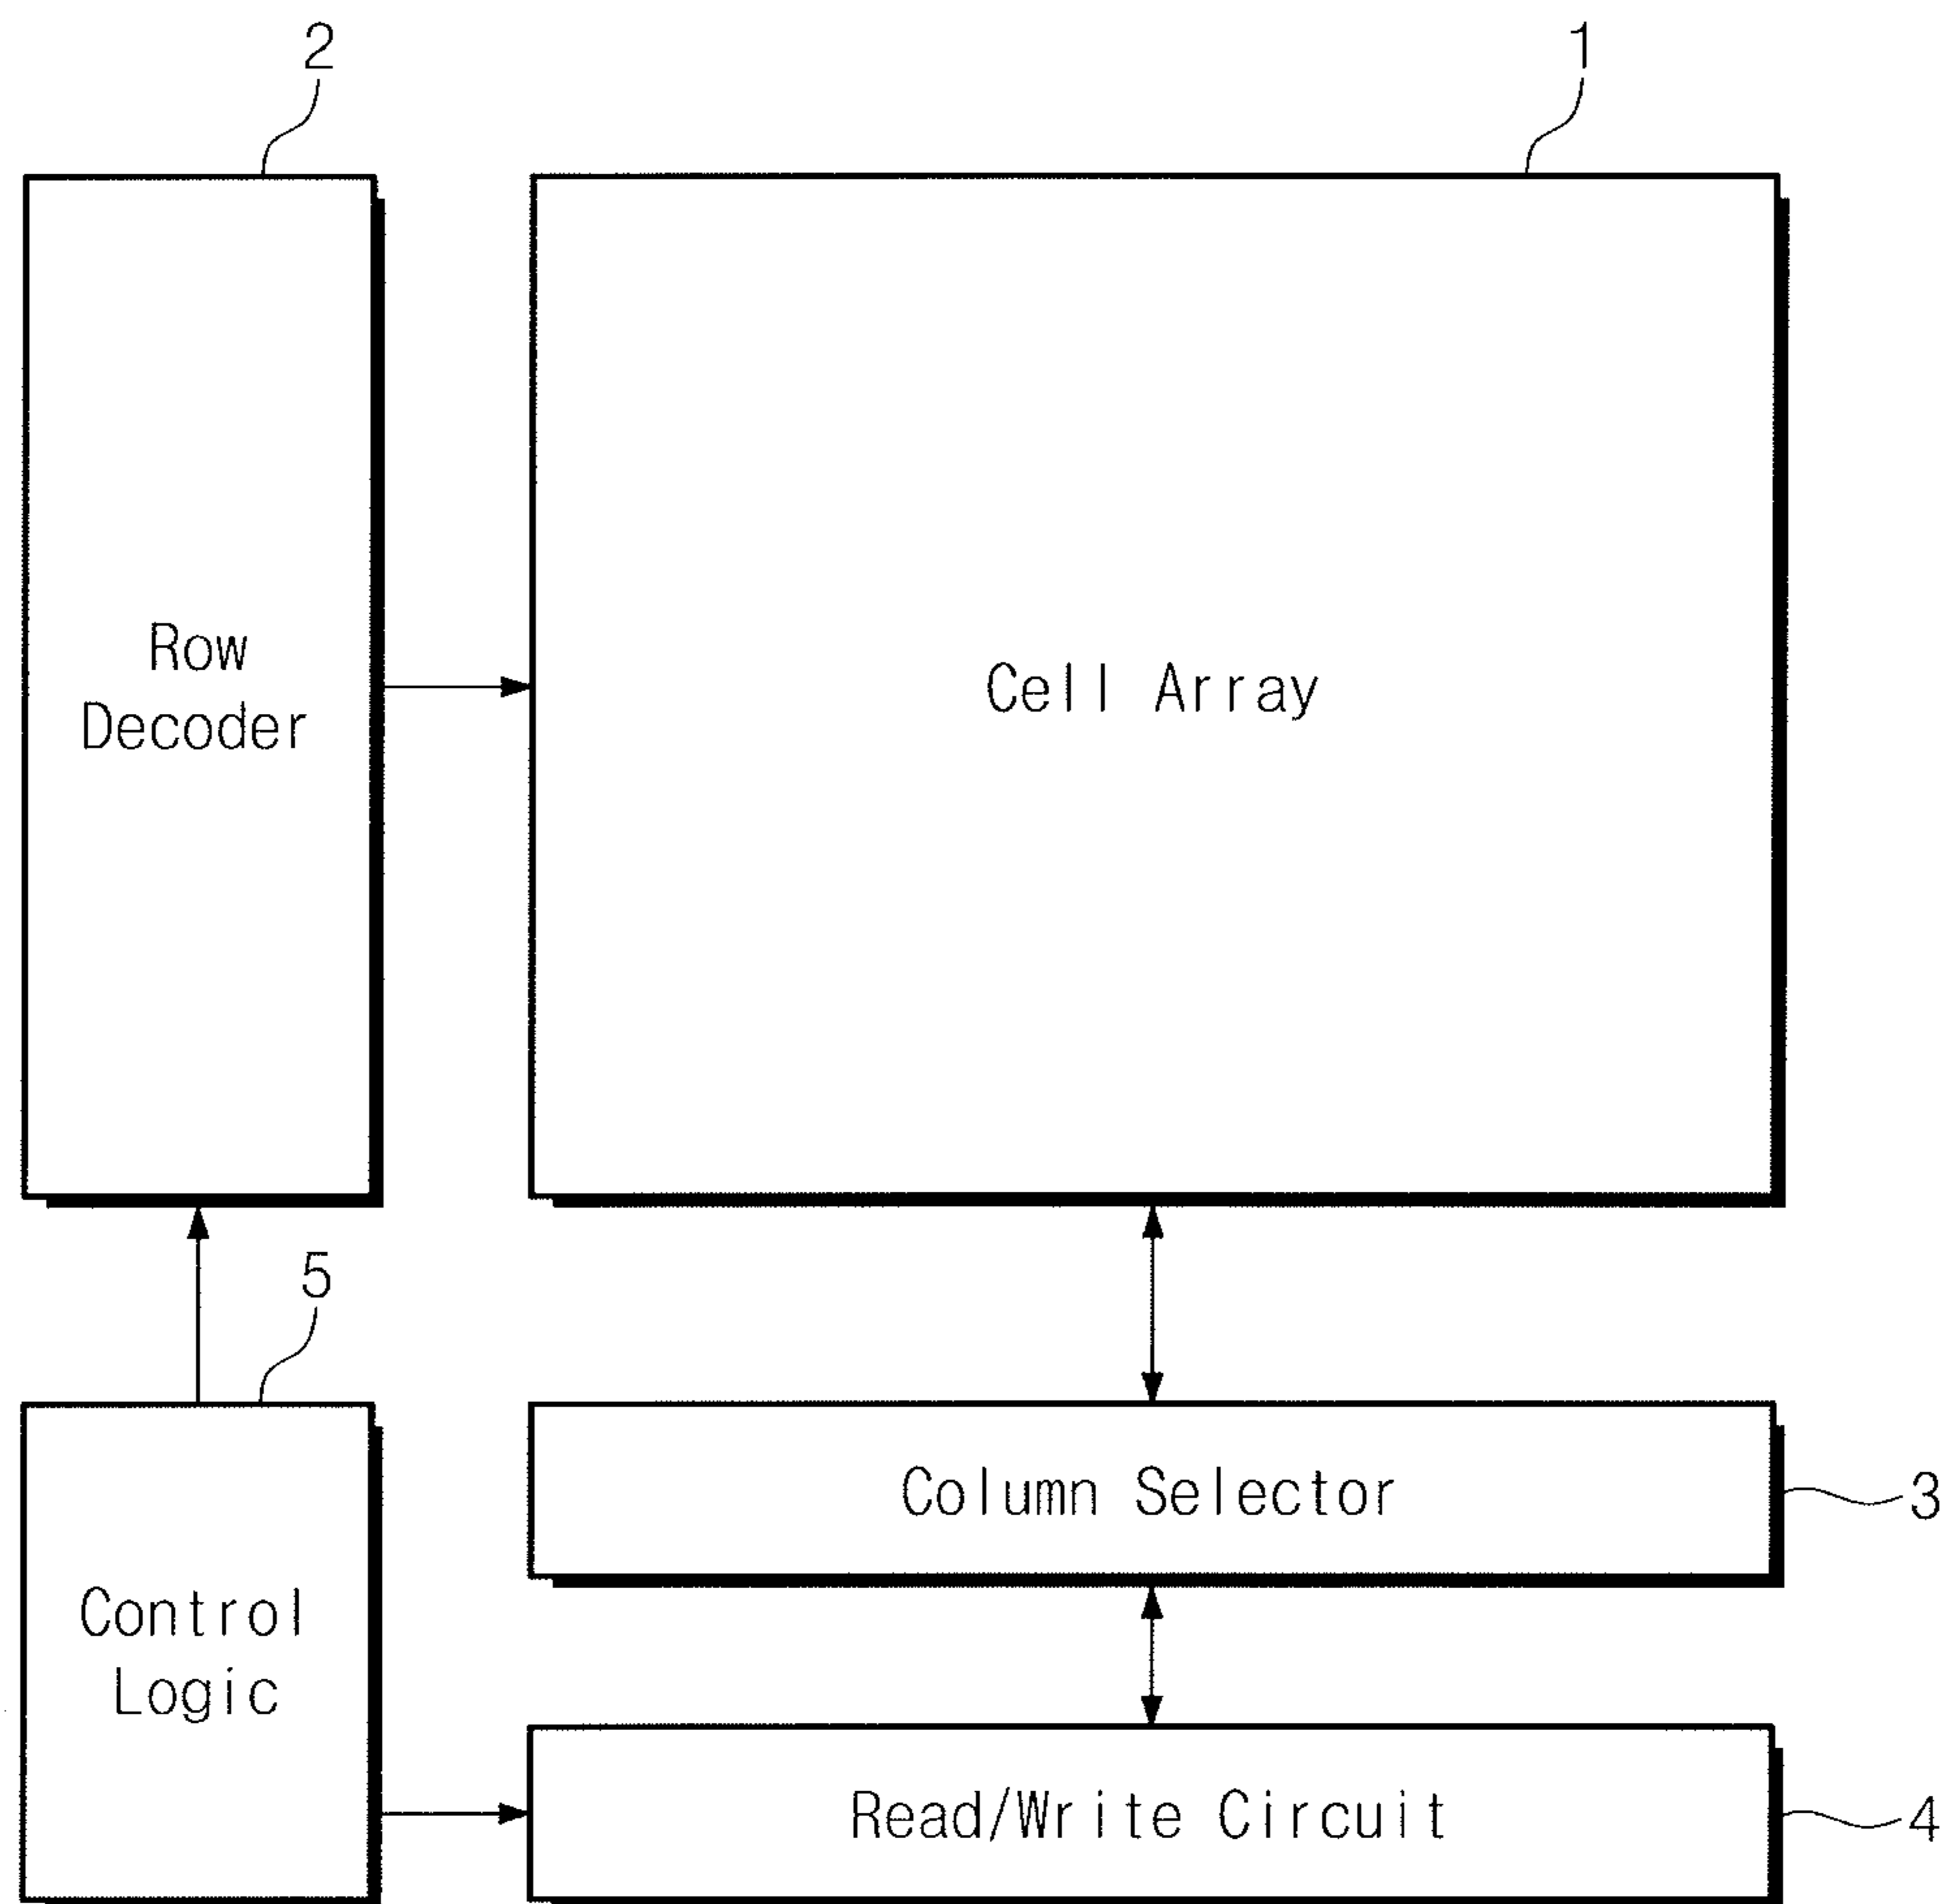 2
1
Row
Decoder
Cell Array
5
Column Selector
3
Control
Logic
Read/Write Circuit
4